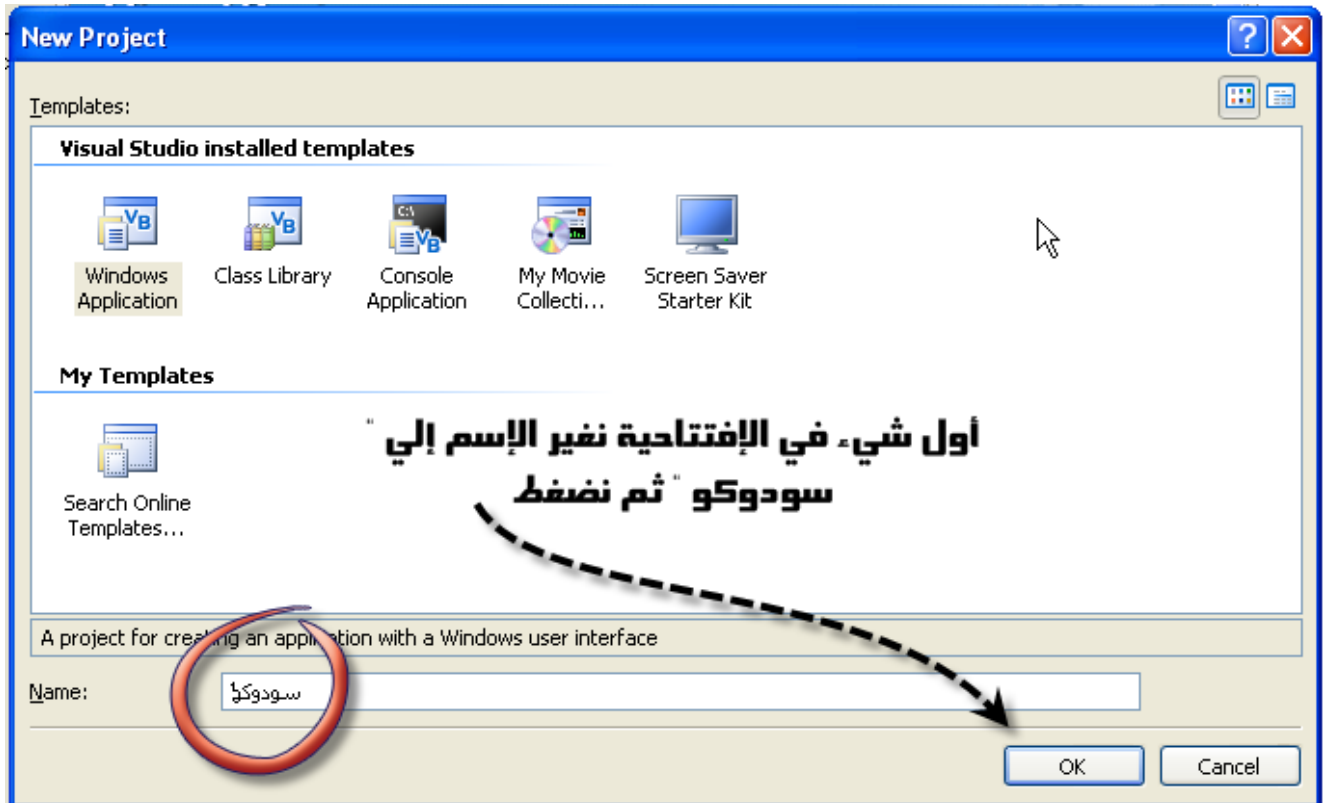 New Project
Templates:
Visual Studio installed templates
Windows Application
Class Library
Console Application
My Movie Collecti...
Screen Saver Starter Kit
My Templates
Search Online Templates...
أول شيء في الإفتتاحية نغير الإسم إلي "
سودوكو " ثم نضغط
A project for creating an application with a Windows user interface
Name:
سودوكو
OK
Cancel